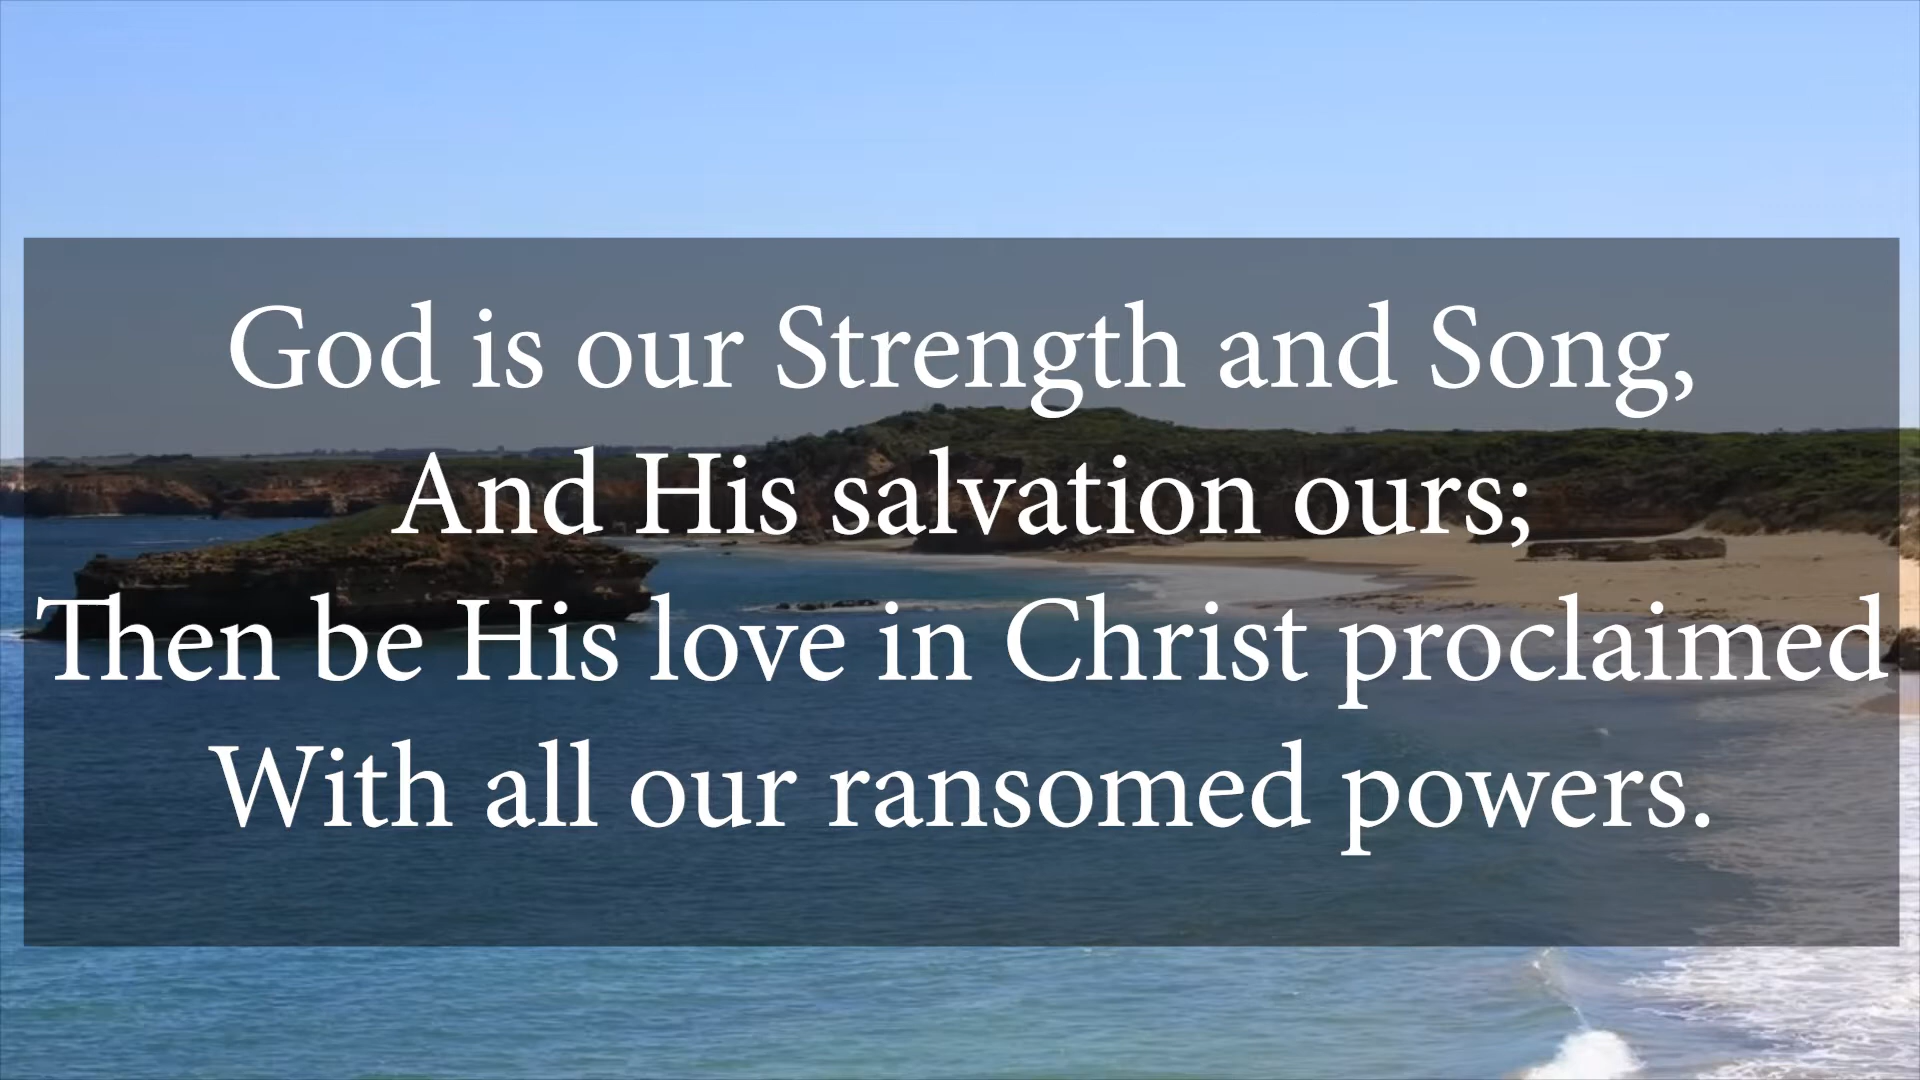 God is our Strength and Song,
And His salvation ours;
Then be His love in Christ proclaimed
With all our ransomed powers.